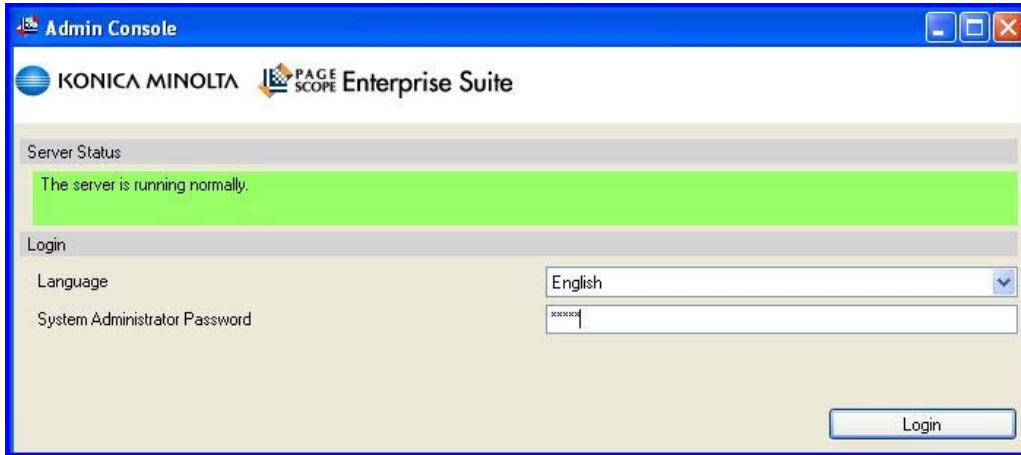 Admin Console
KONICA MINOLTA PAGE SCOPE Enterprise Suite
Server Status
The server is running normally.
Login
Language English
System Administrator Password xxxxx
Login